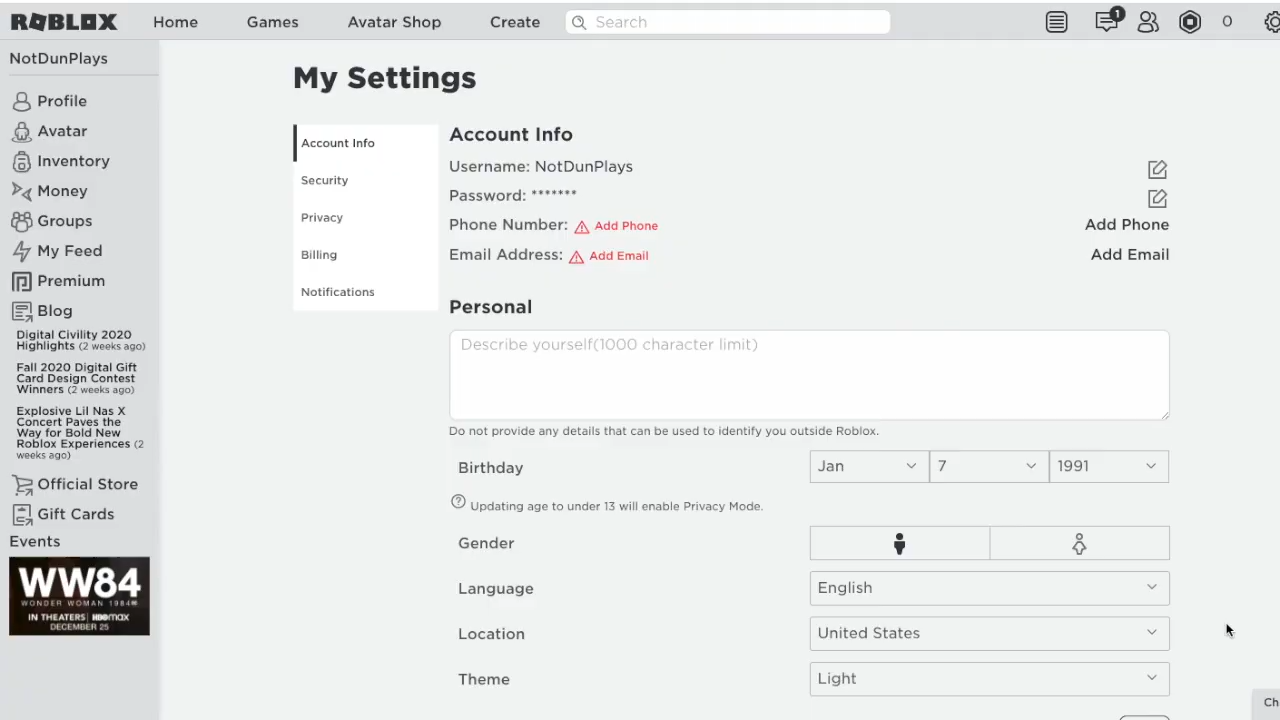 ROBLOX Home Games Avatar Shop Create Search 1 0
NotDunPlays
Profile
Avatar
Inventory
Money
Groups
My Feed
Premium
Blog
Digital Civility 2020
Highlights (2 weeks ago)
Fall 2020 Digital Gift
Card Design Contest
Winners (2 weeks ago)
Explosive Lil Nas X
Concert Paves the
Way for Bold New
Roblox Experiences (2
weeks ago)
Official Store
Gift Cards
Events
WW84
WONDER WOMAN 1984
IN THEATERS | HBOmax
DECEMBER 25
My Settings
Account Info
Security
Privacy
Billing
Notifications
Account Info
Username: NotDunPlays
Password: *******
Phone Number: Add Phone Add Phone
Email Address: Add Email Add Email
Personal
Describe yourself(1000 character limit)
Do not provide any details that can be used to identify you outside Roblox.
Birthday Jan 7 1991
Updating age to under 13 will enable Privacy Mode.
Gender
Language English
Location United States
Theme Light
Ch